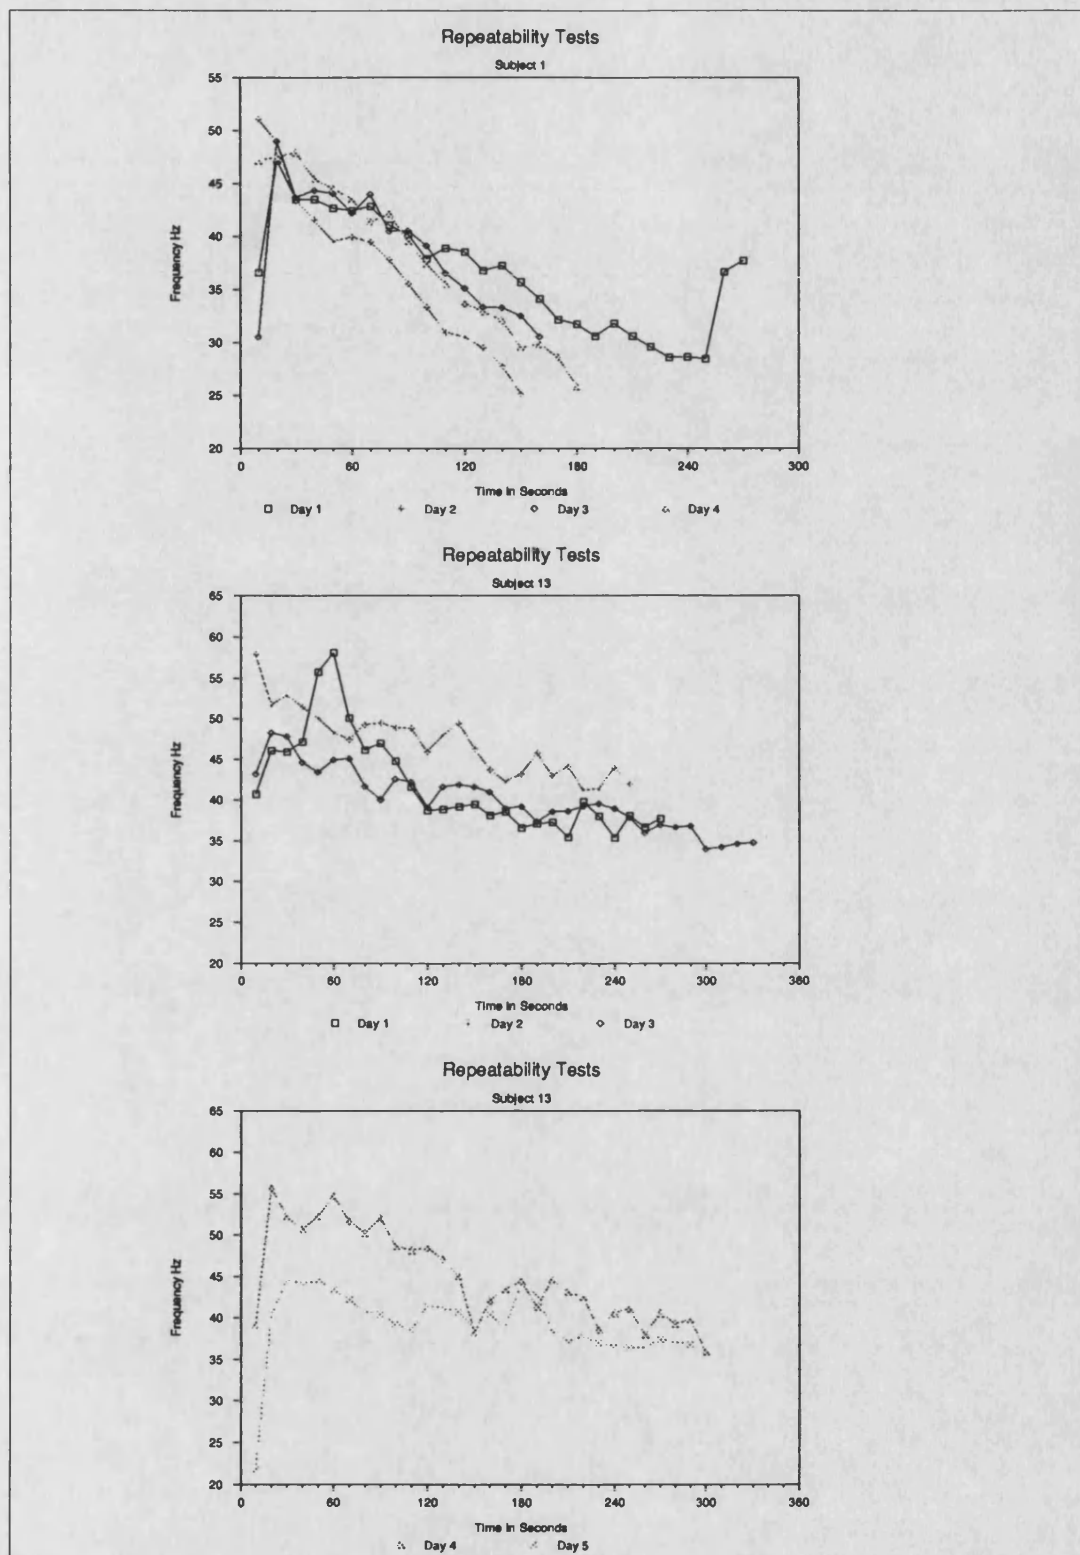 Repeatability Tests
Subject 1
55
50
45
40
35
30
25
20
Frequency Hz
0 60 120 180 240 300
Time In Seconds
Day 1 Day 2 Day 3 Day 4
Repeatability Tests
Subject 13
65
60
55
50
45
40
35
30
25
20
Frequency Hz
0 60 120 180 240 300 360
Time In Seconds
Day 1 Day 2 Day 3
Repeatability Tests
Subject 13
65
60
55
50
45
40
35
30
25
20
Frequency Hz
0 60 120 180 240 300 360
Time In Seconds
Day 4 Day 5